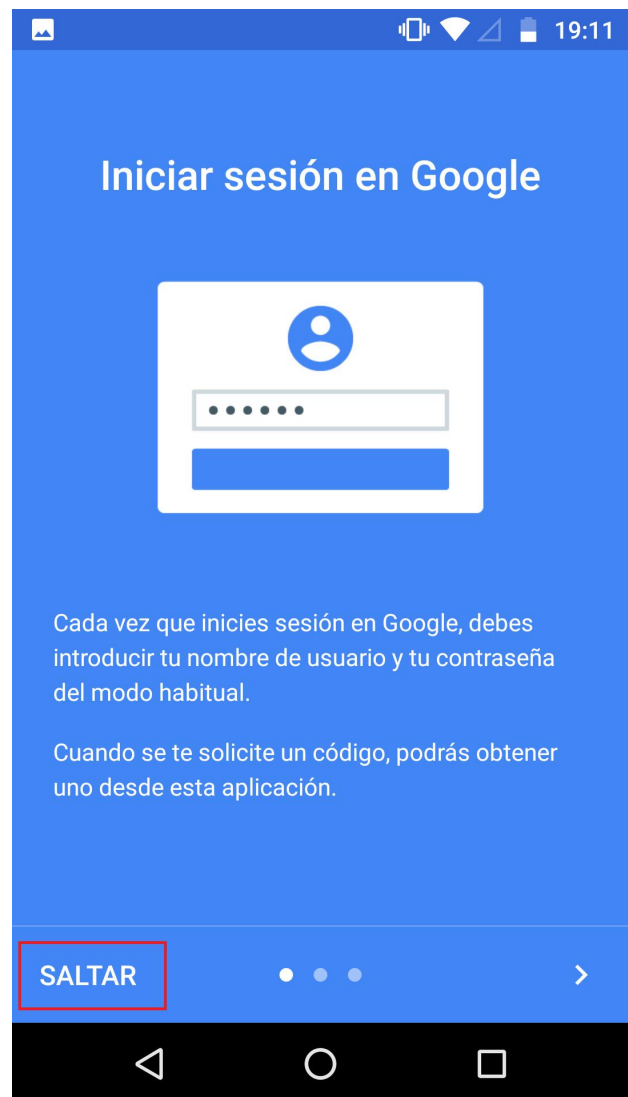 19:11
Iniciar sesión en Google
Cada vez que inicies sesión en Google, debes
introducir tu nombre de usuario y tu contraseña
del modo habitual.
Cuando se te solicite un código, podrás obtener
uno desde esta aplicación.
SALTAR